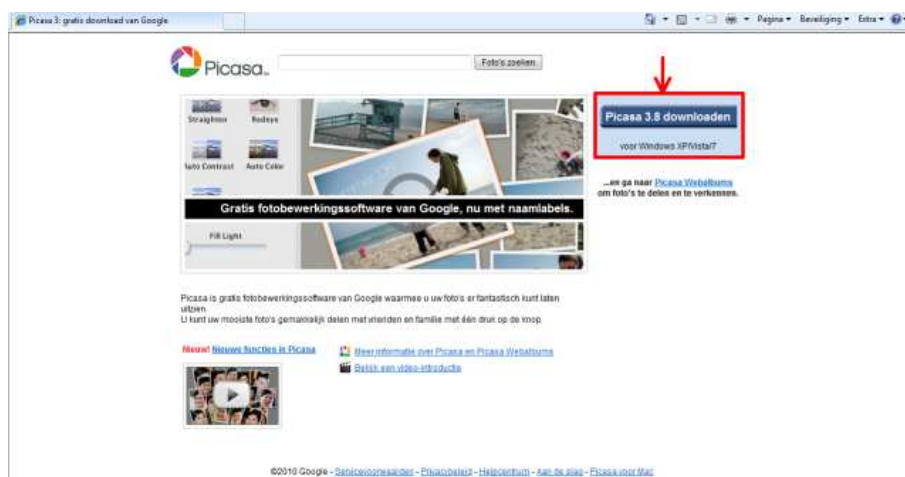 Picasa 3: gratis download van Google
Pagina Beveiliging Extra
Picasa
Foto's zoeken
Straighten Redeye
Auto Contrast Auto Color
Gratis fotobewerkingssoftware van Google, nu met naamlabels.
Fill Light
Picasa 3.8 downloaden
voor Windows XP/Vista/7
...en ga naar Picasa Webalbums
om foto's te delen en te verkennen.
Picasa is gratis fotobewerkingssoftware van Google waarmee u uw foto's er fantastisch kunt laten
uitzien.
U kunt uw mooiste foto's gemakkelijk delen met vrienden en familie met één druk op de knop.
Nieuw! Nieuwe functies in Picasa
Meer informatie over Picasa en Picasa Webalbums
Bekijk een video-introductie
©2010 Google - Servicevoorwaarden - Privacybeleid - Helpcentrum - Aan de slag - Picasa voor Mac